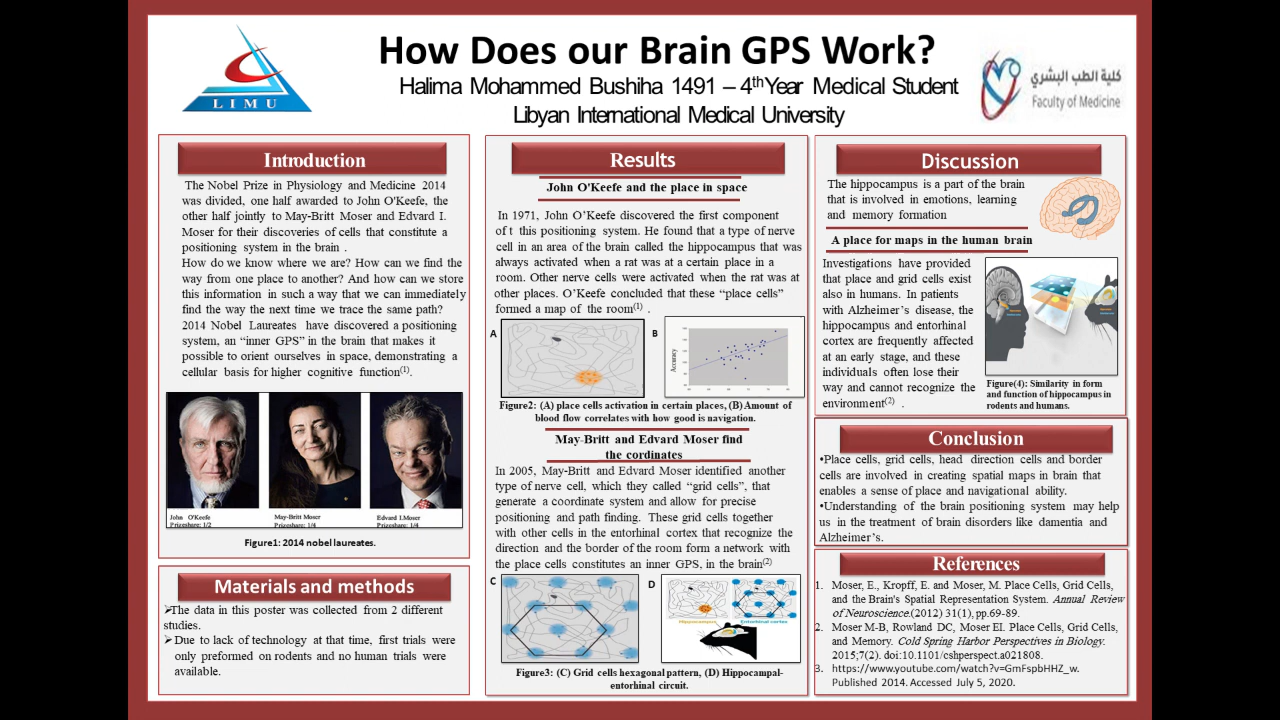 How Does our Brain GPS Work?
Halima Mohammed Bushiha 1491 – 4thYear Medical Student
Libyan International Medical University
LIMU
كلية الطب البشري
Faculty of Medicine
Introduction
The Nobel Prize in Physiology and Medicine 2014
was divided, one half awarded to John O'Keefe, the
other half jointly to May-Britt Moser and Edvard I.
Moser for their discoveries of cells that constitute a
positioning system in the brain .
How do we know where we are? How can we find the
way from one place to another? And how can we store
this information in such a way that we can immediately
find the way the next time we trace the same path?
2014 Nobel Laureates have discovered a positioning
system, an “inner GPS” in the brain that makes it
possible to orient ourselves in space, demonstrating a
cellular basis for higher cognitive function(1).
John O'Keefe
Prizeshare: 1/2
May-Britt Moser
Prizeshare: 1/4
Edvard I.Moser
Prizeshare: 1/4
Figure1: 2014 nobel laureates.
Materials and methods
➢The data in this poster was collected from 2 different
studies.
➢Due to lack of technology at that time, first trials were
only preformed on rodents and no human trials were
available.
Results
John O'Keefe and the place in space
In 1971, John O’Keefe discovered the first component
of t this positioning system. He found that a type of nerve
cell in an area of the brain called the hippocampus that was
always activated when a rat was at a certain place in a
room. Other nerve cells were activated when the rat was at
other places. O’Keefe concluded that these “place cells”
formed a map of the room(1) .
A
B
Accuracy
Figure2: (A) place cells activation in certain places, (B) Amount of
blood flow correlates with how good is navigation.
May-Britt and Edvard Moser find
the cordinates
In 2005, May-Britt and Edvard Moser identified another
type of nerve cell, which they called “grid cells”, that
generate a coordinate system and allow for precise
positioning and path finding. These grid cells together
with other cells in the entorhinal cortex that recognize the
direction and the border of the room form a network with
the place cells constitutes an inner GPS, in the brain(2)
C
D
Hippocampus
Entorhinal cortex
Figure3: (C) Grid cells hexagonal pattern, (D) Hippocampal-
entorhinal circuit.
Discussion
The hippocampus is a part of the brain
that is involved in emotions, learning
and memory formation
A place for maps in the human brain
Investigations have provided
that place and grid cells exist
also in humans. In patients
with Alzheimer’s disease, the
hippocampus and entorhinal
cortex are frequently affected
at an early stage, and these
individuals often lose their
way and cannot recognize the
environment(2) .
Figure(4): Similarity in form
and function of hippocampus in
rodents and humans.
Conclusion
•Place cells, grid cells, head direction cells and border
cells are involved in creating spatial maps in brain that
enables a sense of place and navigational ability.
•Understanding of the brain positioning system may help
us in the treatment of brain disorders like damentia and
Alzheimer’s.
References
1. Moser, E., Kropff, E. and Moser, M. Place Cells, Grid Cells,
and the Brain's Spatial Representation System. Annual Review
of Neuroscience.(2012) 31(1), pp.69-89.
2. Moser M-B, Rowland DC, Moser EI. Place Cells, Grid Cells,
and Memory. Cold Spring Harbor Perspectives in Biology.
2015;7(2). doi:10.1101/cshperspect.a021808.
3. https://www.youtube.com/watch?v=GmFspbHHZ_w.
Published 2014. Accessed July 5, 2020.